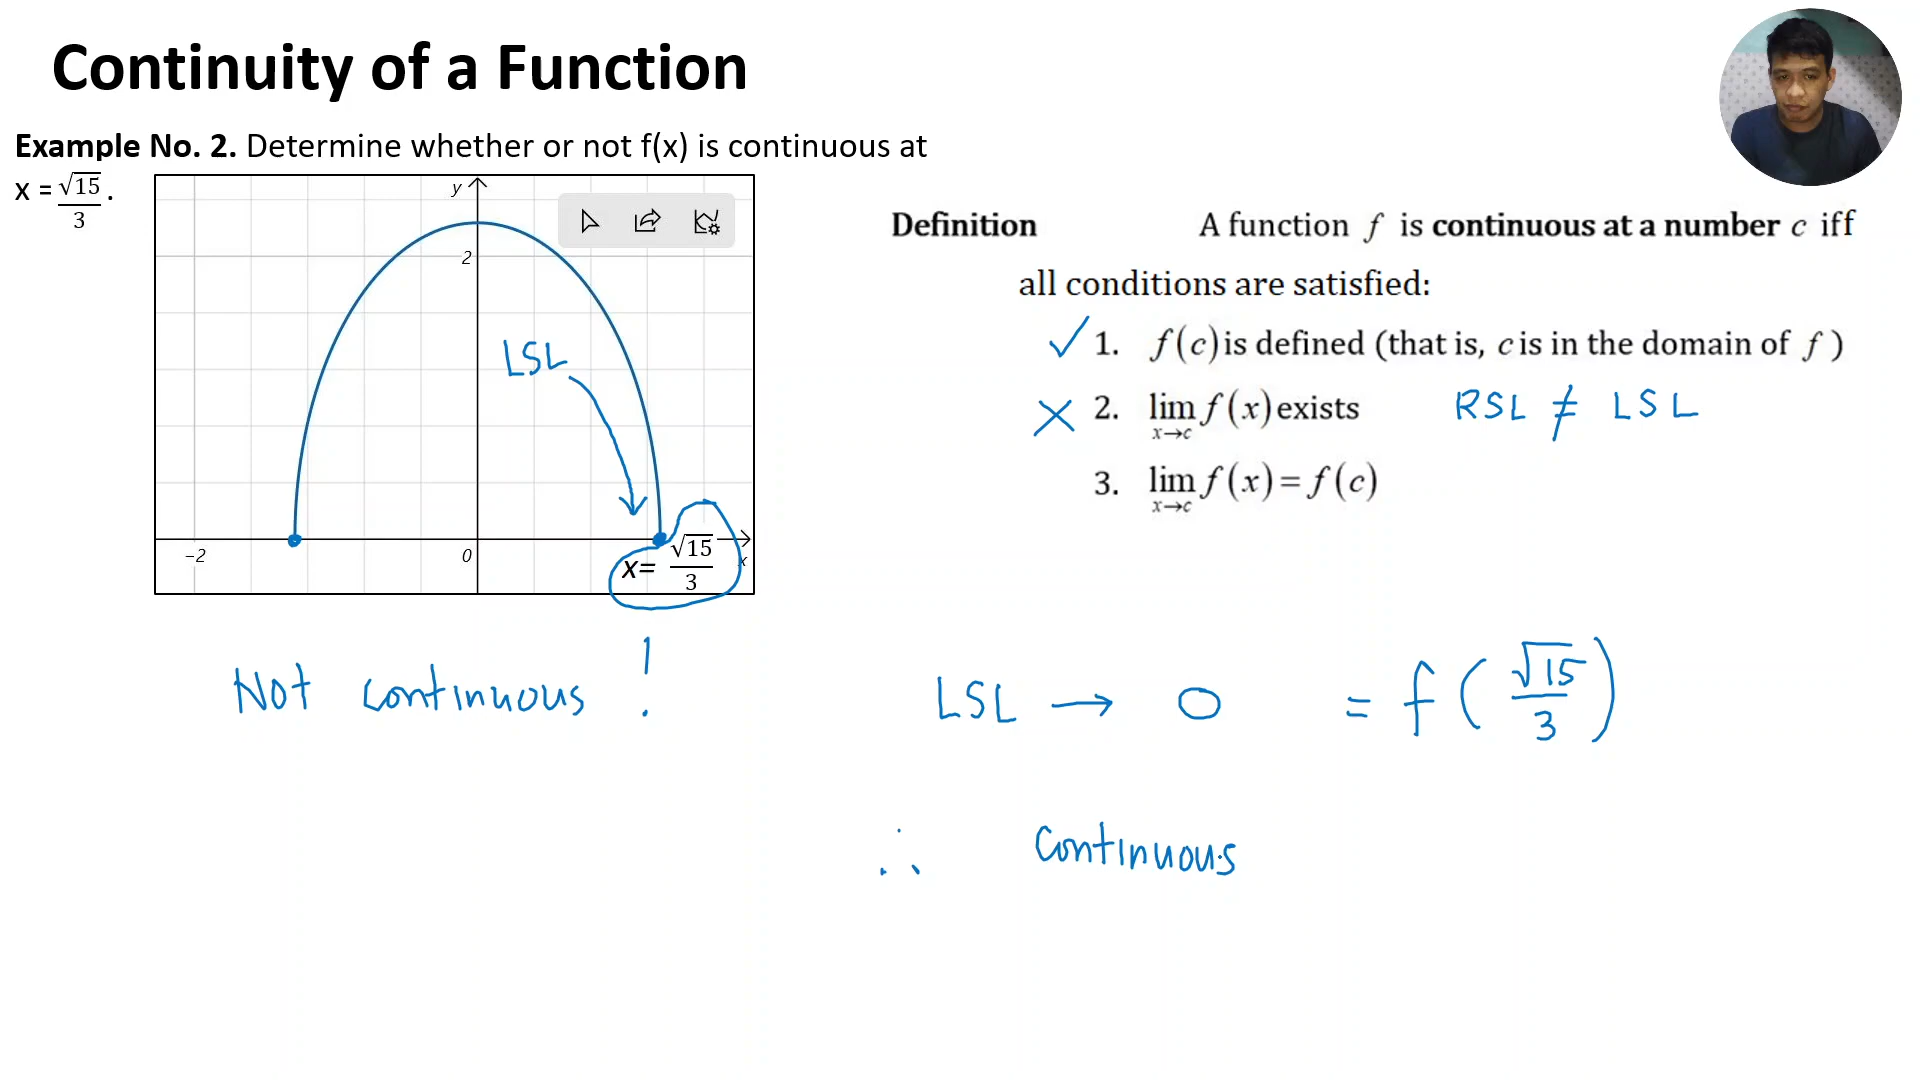 Continuity of a Function
Example No. 2. Determine whether or not f(x) is continuous at
x = √15/3 .
y
2
-2
0
x
LSL
x= √15/3
Definition A function f is continuous at a number c iff
all conditions are satisfied:
✓ 1. f(c) is defined (that is, c is in the domain of f )
X 2. lim x→c f(x) exists RSL ≠ LSL
3. lim x→c f(x) = f(c)
Not continuous !
LSL → 0 = f(√15/3)
∴ continuous